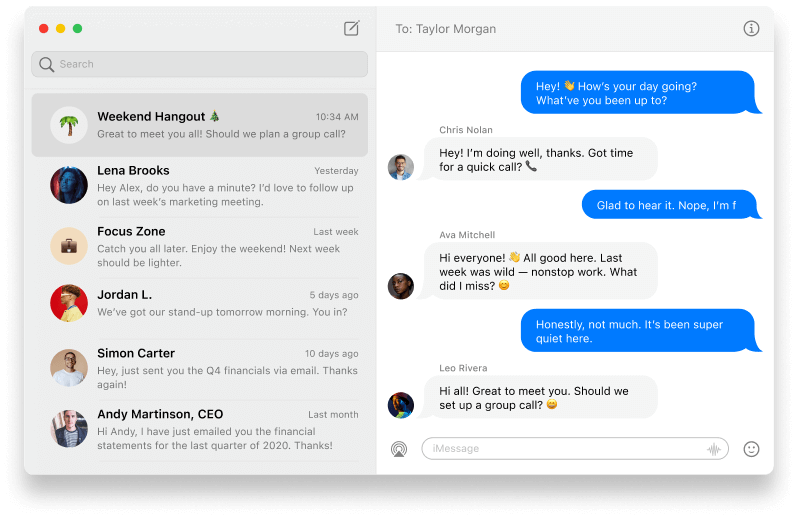 Search
Weekend Hangout 🌲
10:34 AM
Great to meet you all! Should we plan a group call?
Lena Brooks
Yesterday
Hey Alex, do you have a minute? I'd love to follow up
on last week's marketing meeting.
Focus Zone
Last week
Catch you all later. Enjoy the weekend! Next week
should be lighter.
Jordan L.
5 days ago
We've got our stand-up tomorrow morning. You in?
Simon Carter
10 days ago
Hey, just sent you the Q4 financials via email. Thanks
again!
Andy Martinson, CEO
Last month
Hi Andy, I have just emailed you the financial
statements for the last quarter of 2020. Thanks!
To: Taylor Morgan
Hey! 👋 How's your day going?
What've you been up to?
Chris Nolan
Hey! I'm doing well, thanks. Got time
for a quick call? 📞
Glad to hear it. Nope, I'm f
Ava Mitchell
Hi everyone! 👋 All good here. Last
week was wild — nonstop work. What
did I miss? 😄
Honestly, not much. It's been super
quiet here.
Leo Rivera
Hi all! Great to meet you. Should we
set up a group call? 😄
iMessage